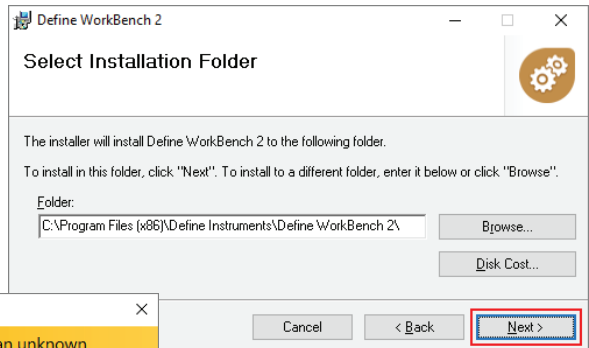 Define WorkBench 2
Select Installation Folder
The installer will install Define WorkBench 2 to the following folder.
To install in this folder, click "Next". To install to a different folder, enter it below or click "Browse".
Folder:
C:\Program Files (x86)\Define Instruments\Define WorkBench 2\
Browse...
Disk Cost...
Cancel
< Back
Next >
an unknown